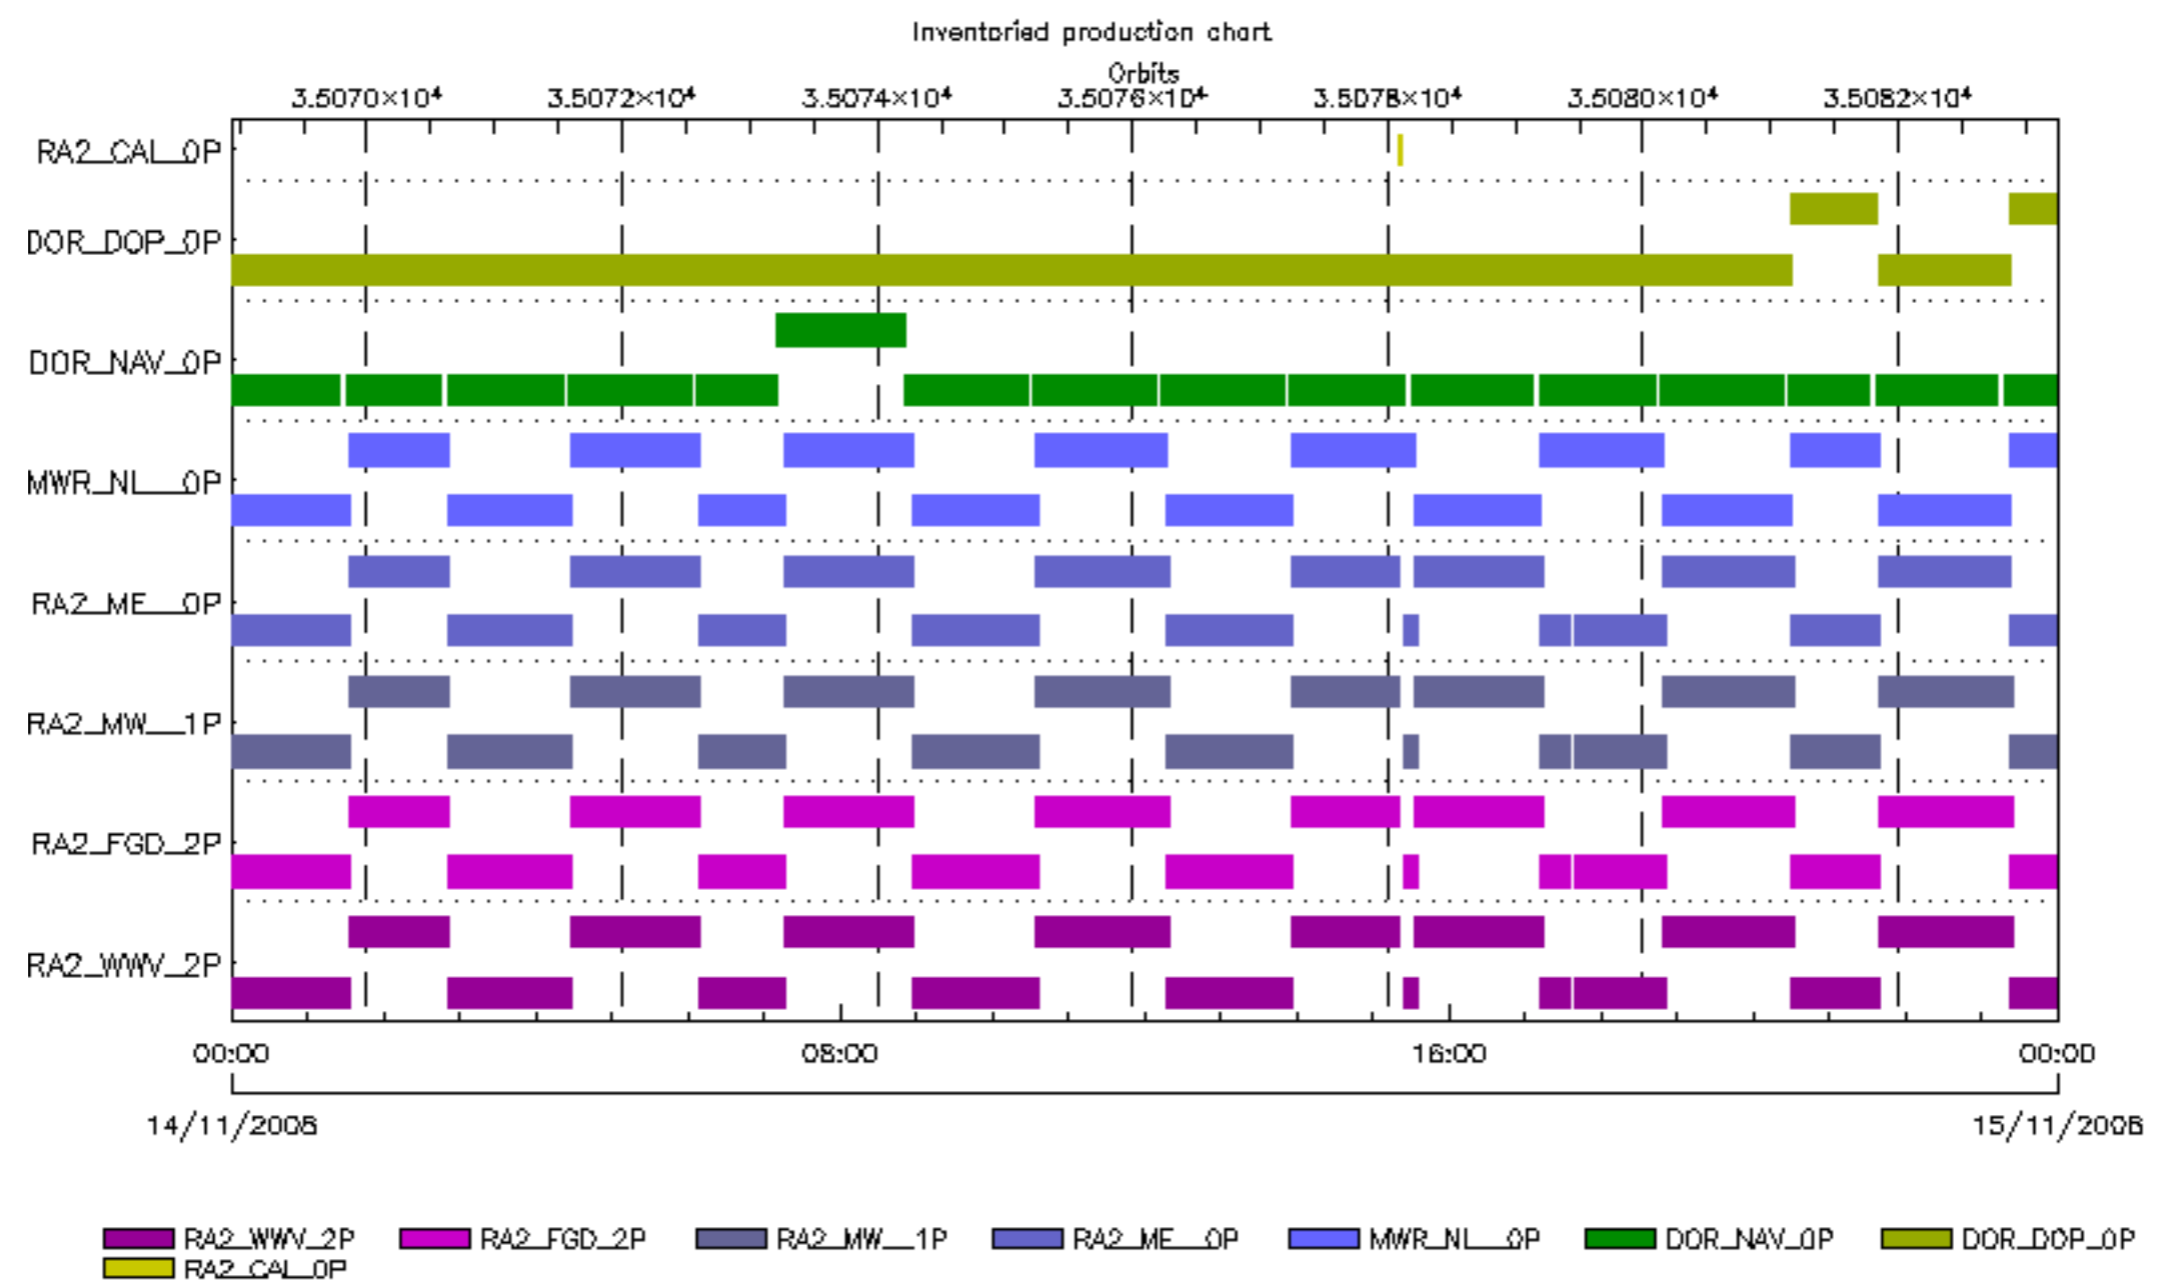 Inventoried production chart
Orbits
3.5070×10⁴ 3.5072×10⁴ 3.5074×10⁴ 3.5076×10⁴ 3.5078×10⁴ 3.5080×10⁴ 3.5082×10⁴
RA2_CAL_0P
DOR_DOP_0P
DOR_NAV_0P
MWR_NL__0P
RA2_ME__0P
RA2_MW__1P
RA2_FGD_2P
RA2_WWV_2P
00:00 08:00 16:00 00:00
14/11/2008 15/11/2008
RA2_WWV_2P RA2_FGD_2P RA2_MW__1P RA2_ME__0P MWR_NL__0P DOR_NAV_0P DOR_DOP_0P
RA2_CAL_0P